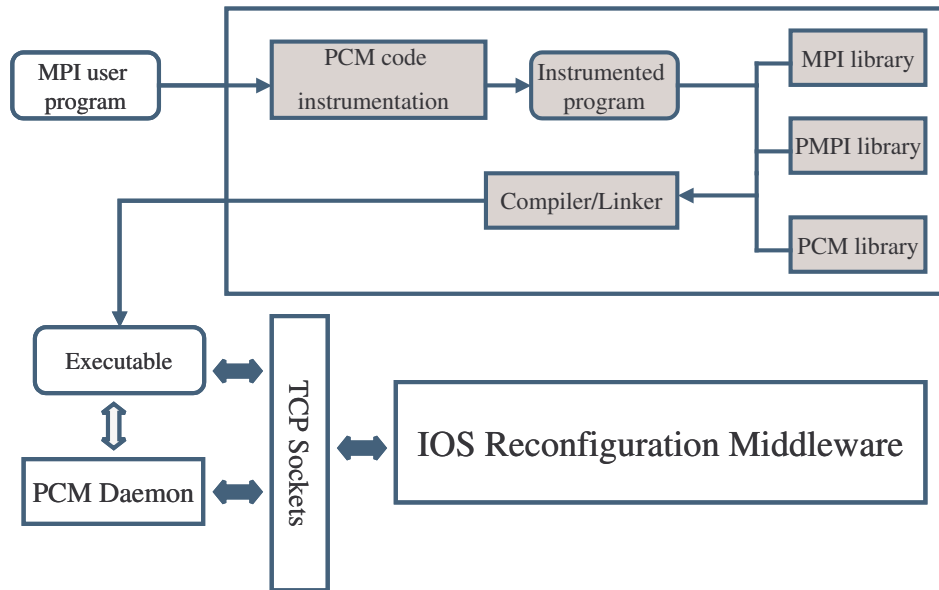 MPI user
program
PCM code
instrumentation
Instrumented
program
MPI library
PMPI library
Compiler/Linker
PCM library
Executable
TCP Sockets
IOS Reconfiguration Middleware
PCM Daemon